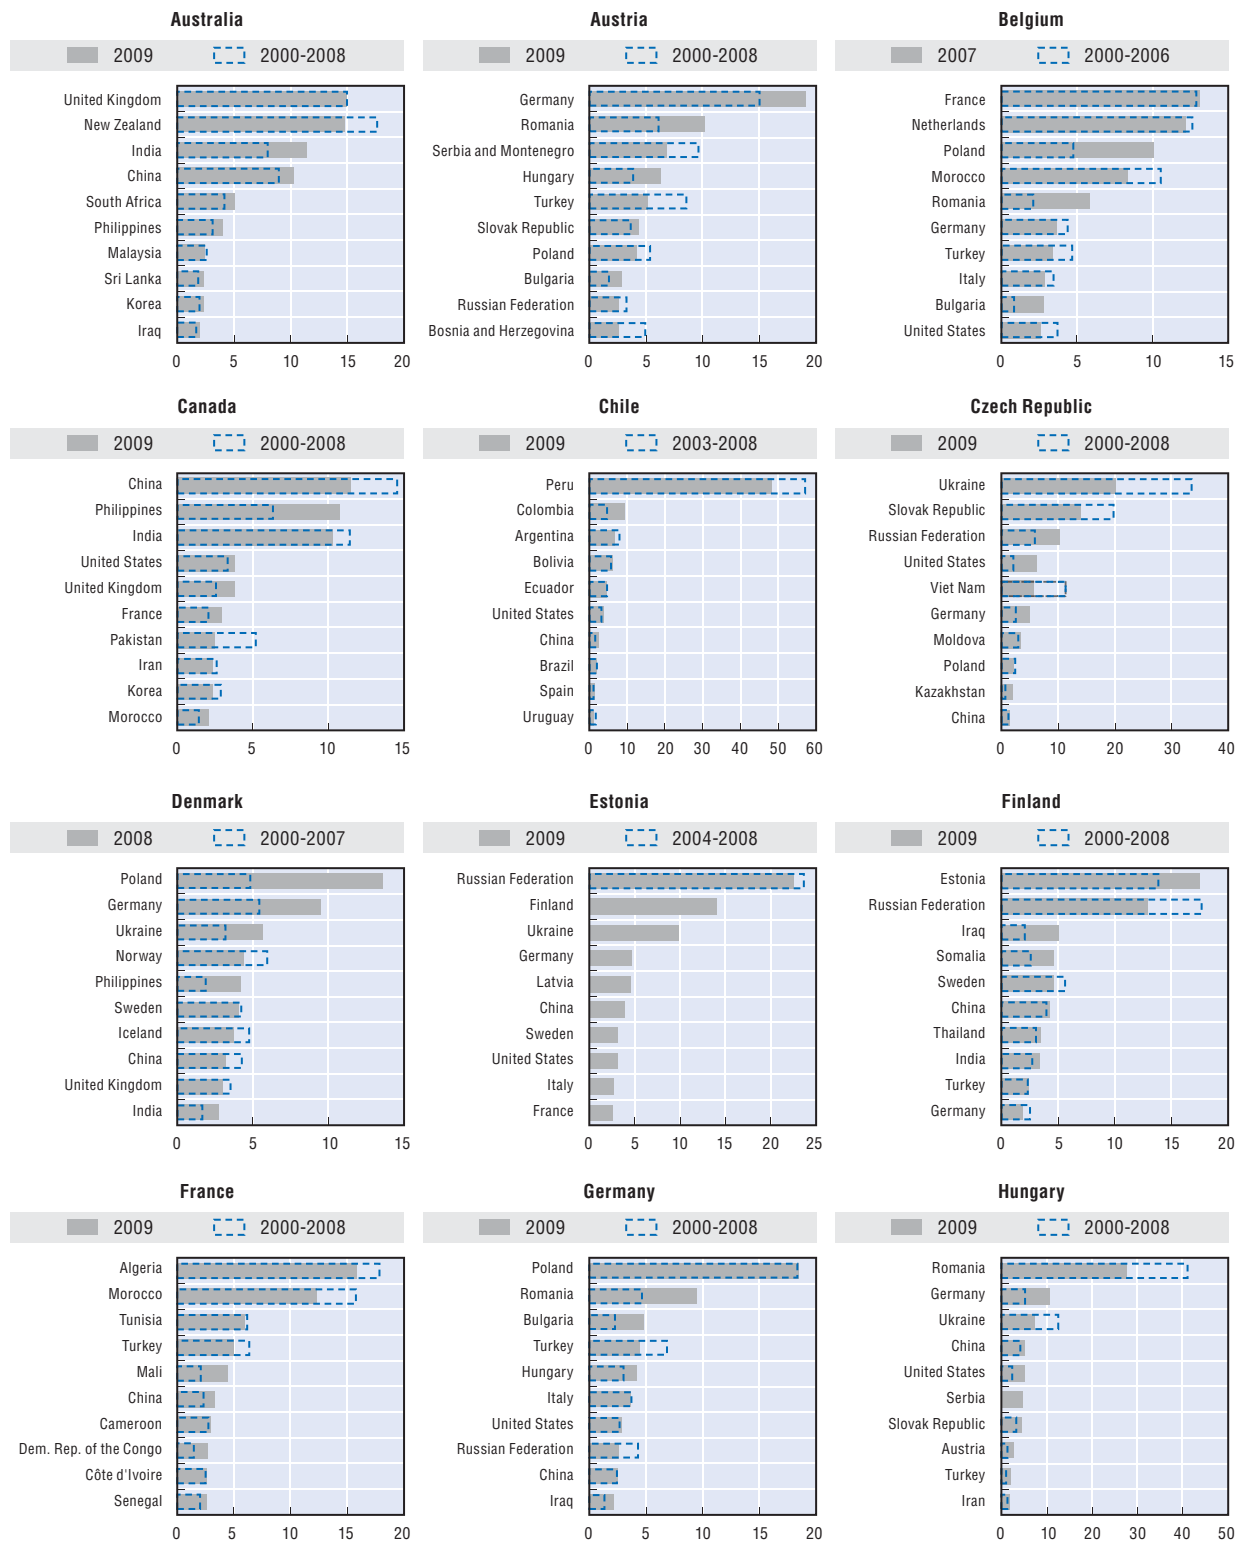 Australia
2009 2000-2008
United Kingdom
New Zealand
India
China
South Africa
Philippines
Malaysia
Sri Lanka
Korea
Iraq
0 5 10 15 20
Austria
2009 2000-2008
Germany
Romania
Serbia and Montenegro
Hungary
Turkey
Slovak Republic
Poland
Bulgaria
Russian Federation
Bosnia and Herzegovina
0 5 10 15 20
Belgium
2007 2000-2006
France
Netherlands
Poland
Morocco
Romania
Germany
Turkey
Italy
Bulgaria
United States
0 5 10 15
Canada
2009 2000-2008
China
Philippines
India
United States
United Kingdom
France
Pakistan
Iran
Korea
Morocco
0 5 10 15
Chile
2009 2003-2008
Peru
Colombia
Argentina
Bolivia
Ecuador
United States
China
Brazil
Spain
Uruguay
0 10 20 30 40 50 60
Czech Republic
2009 2000-2008
Ukraine
Slovak Republic
Russian Federation
United States
Viet Nam
Germany
Moldova
Poland
Kazakhstan
China
0 10 20 30 40
Denmark
2008 2000-2007
Poland
Germany
Ukraine
Norway
Philippines
Sweden
Iceland
China
United Kingdom
India
0 5 10 15
Estonia
2009 2004-2008
Russian Federation
Finland
Ukraine
Germany
Latvia
China
Sweden
United States
Italy
France
0 5 10 15 20 25
Finland
2009 2000-2008
Estonia
Russian Federation
Iraq
Somalia
Sweden
China
Thailand
India
Turkey
Germany
0 5 10 15 20
France
2009 2000-2008
Algeria
Morocco
Tunisia
Turkey
Mali
China
Cameroon
Dem. Rep. of the Congo
Côte d'Ivoire
Senegal
0 5 10 15 20
Germany
2009 2000-2008
Poland
Romania
Bulgaria
Turkey
Hungary
Italy
United States
Russian Federation
China
Iraq
0 5 10 15 20
Hungary
2009 2000-2008
Romania
Germany
Ukraine
China
United States
Serbia
Slovak Republic
Austria
Turkey
Iran
0 10 20 30 40 50